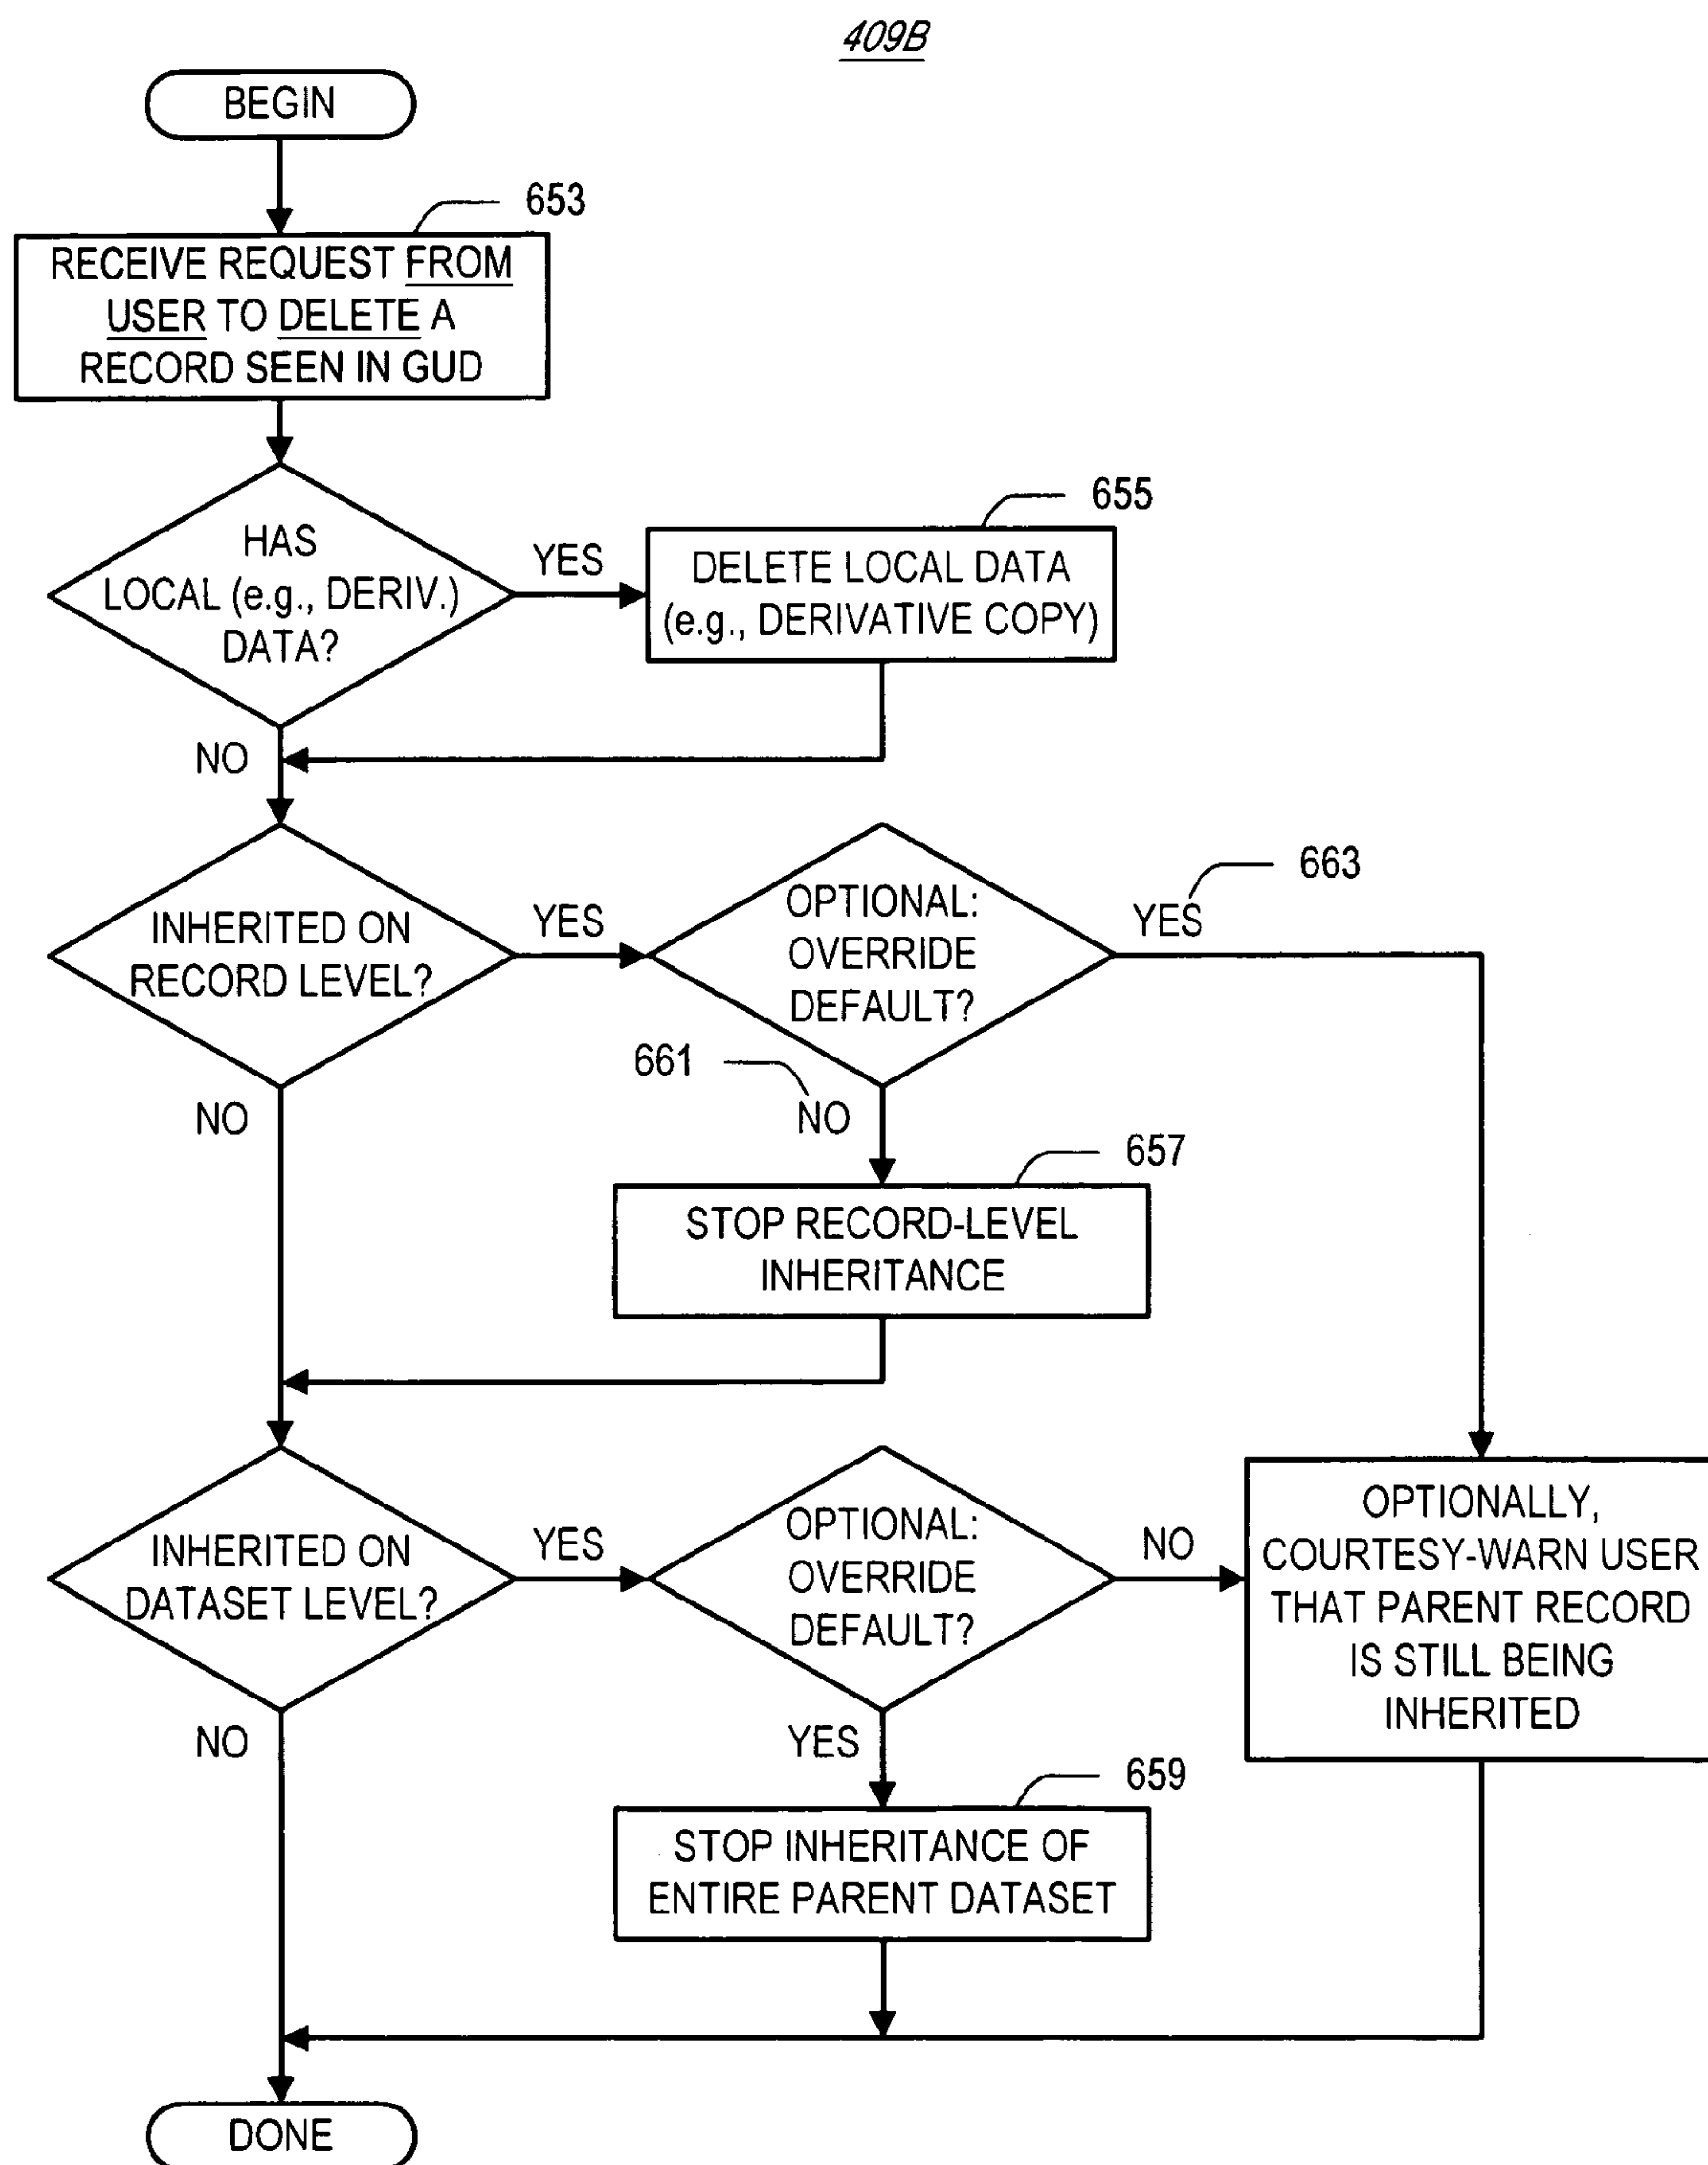 409B
BEGIN
653
RECEIVE REQUEST FROM
USER TO DELETE A
RECORD SEEN IN GUD
HAS
LOCAL (e.g., DERIV.)
DATA?
YES
655
DELETE LOCAL DATA
(e.g., DERIVATIVE COPY)
NO
INHERITED ON
RECORD LEVEL?
YES
OPTIONAL:
OVERRIDE
DEFAULT?
663
YES
NO
661
NO
657
STOP RECORD-LEVEL
INHERITANCE
INHERITED ON
DATASET LEVEL?
YES
OPTIONAL:
OVERRIDE
DEFAULT?
NO
OPTIONALLY,
COURTESY-WARN USER
THAT PARENT RECORD
IS STILL BEING
INHERITED
NO
YES
659
STOP INHERITANCE OF
ENTIRE PARENT DATASET
DONE